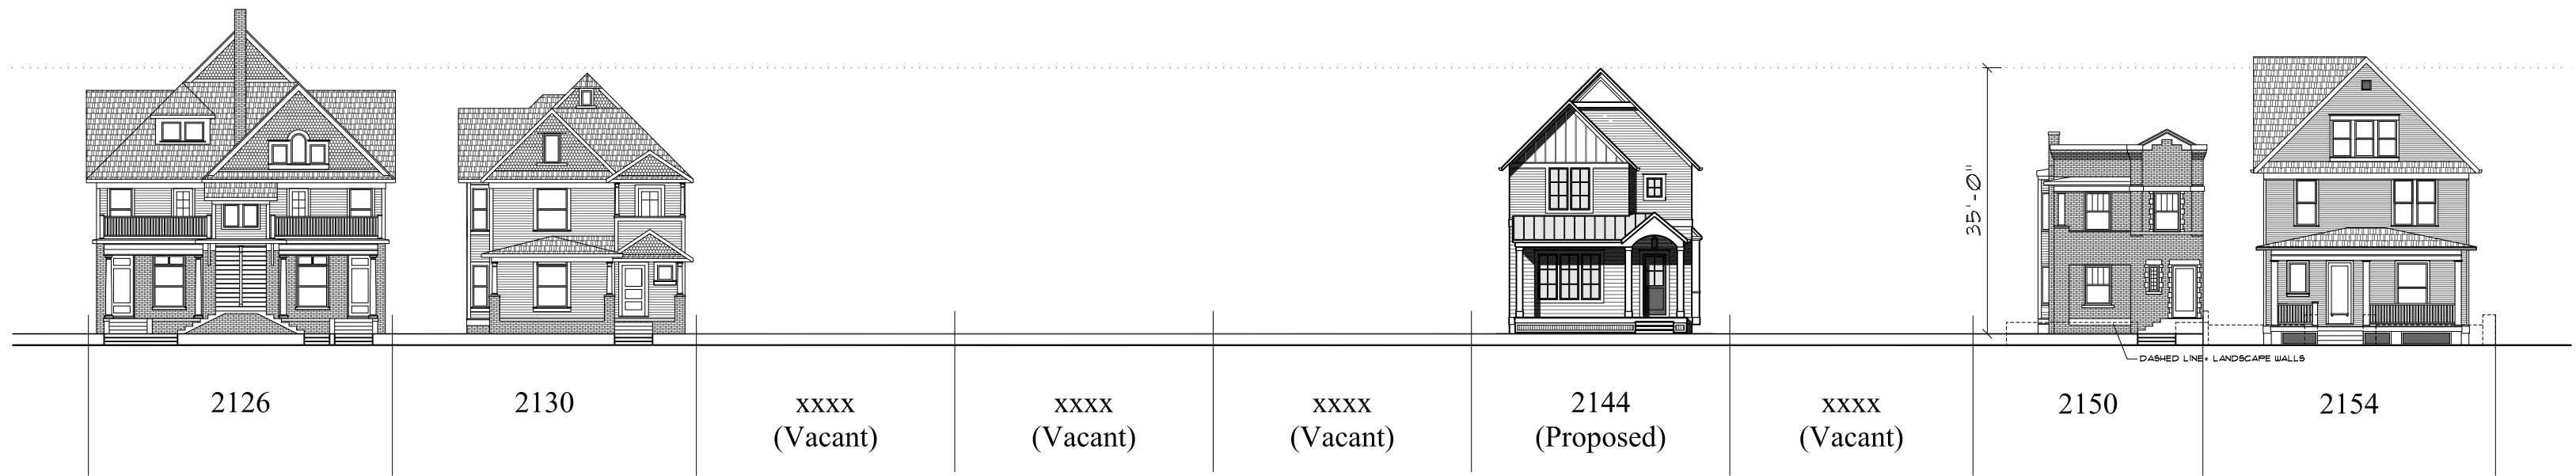 35'-0"
DASHED LINE= LANDSCAPE WALLS
2126
2130
xxxx
(Vacant)
xxxx
(Vacant)
xxxx
(Vacant)
2144
(Proposed)
xxxx
(Vacant)
2150
2154